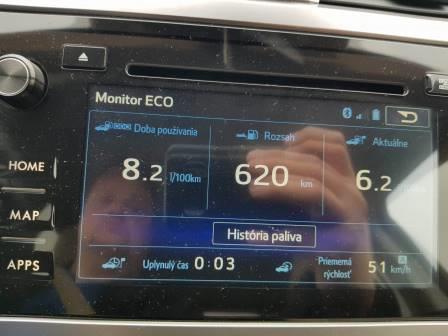 Monitor ECO
Doba používania
Rozsah
Aktuálne
8.2 l/100km
620 km
6.2
HOME
MAP
APPS
História paliva
Uplynulý čas 0:03
Priemerná rýchlosť 51 km/h
A